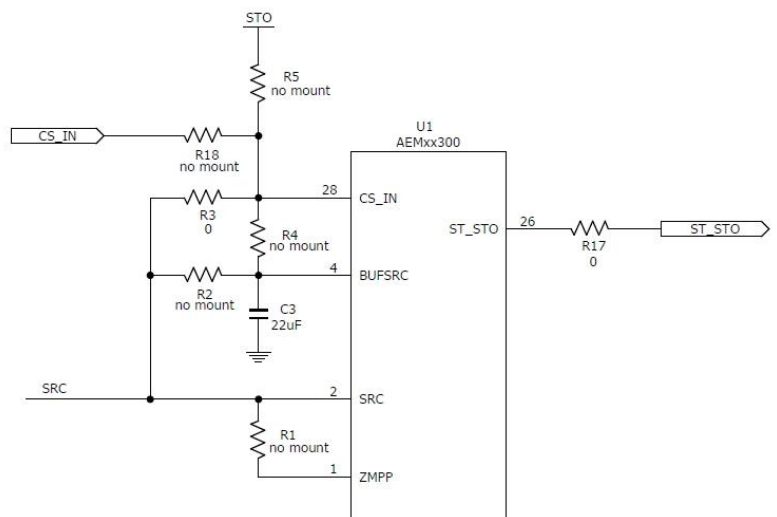 STO
R5
no mount
U1
AEMxx300
CS_IN
R18
no mount
28
CS_IN
R3
0
R4
no mount
ST_STO
26
R17
0
ST_STO
4
BUFSRC
R2
no mount
C3
22uF
SRC
2
SRC
R1
no mount
1
ZMPP